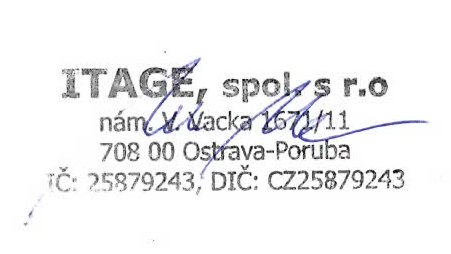 ITAGE, spol. s r.o
nám. V. Vacka 1671/11
708 00 Ostrava-Poruba
IČ: 25879243, DIČ: CZ25879243